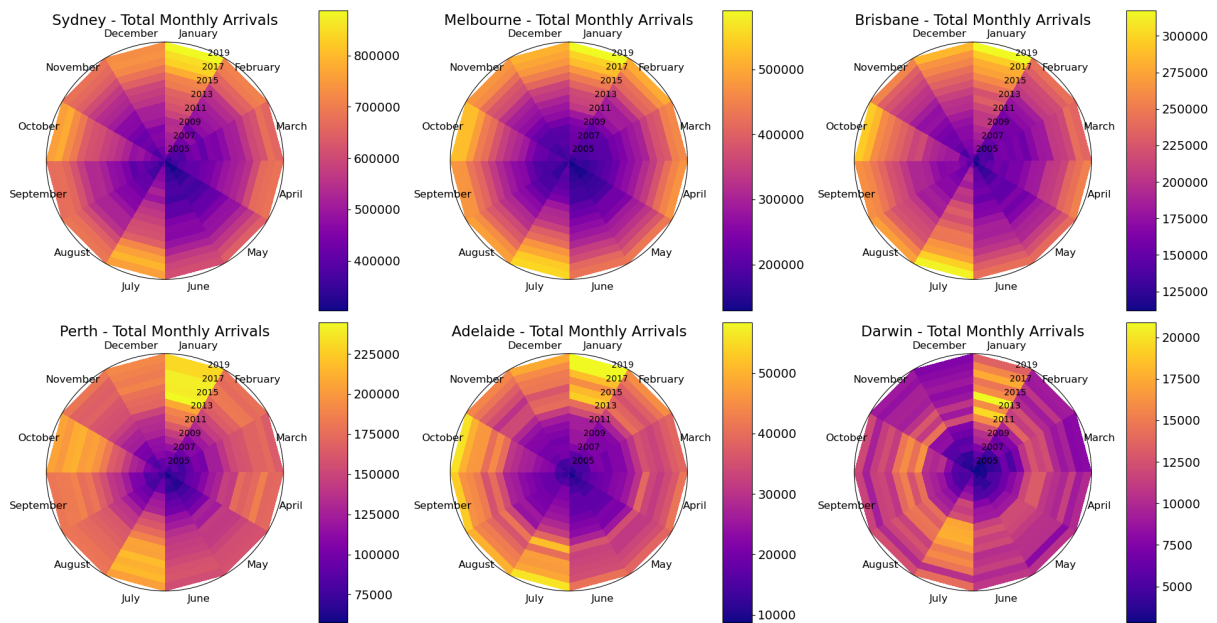 Sydney - Total Monthly Arrivals
December
January
November
2019
February
2017
2015
2013
2011
2009
2007
2005
October
March
September
April
August
May
July
June
800000
700000
600000
500000
400000
Melbourne - Total Monthly Arrivals
December
January
November
2019
February
2017
2015
2013
2011
2009
2007
2005
October
March
September
April
August
May
July
June
500000
400000
300000
200000
Brisbane - Total Monthly Arrivals
December
January
November
2019
February
2017
2015
2013
2011
2009
2007
2005
October
March
September
April
August
May
July
June
300000
275000
250000
225000
200000
175000
150000
125000
Perth - Total Monthly Arrivals
December
January
November
2019
February
2017
2015
2013
2011
2009
2007
2005
October
March
September
April
August
May
July
June
225000
200000
175000
150000
125000
100000
75000
Adelaide - Total Monthly Arrivals
December
January
November
2019
February
2017
2015
2013
2011
2009
2007
2005
October
March
September
April
August
May
July
June
50000
40000
30000
20000
10000
Darwin - Total Monthly Arrivals
December
January
November
2019
February
2017
2015
2013
2011
2009
2007
2005
October
March
September
April
August
May
July
June
20000
17500
15000
12500
10000
7500
5000